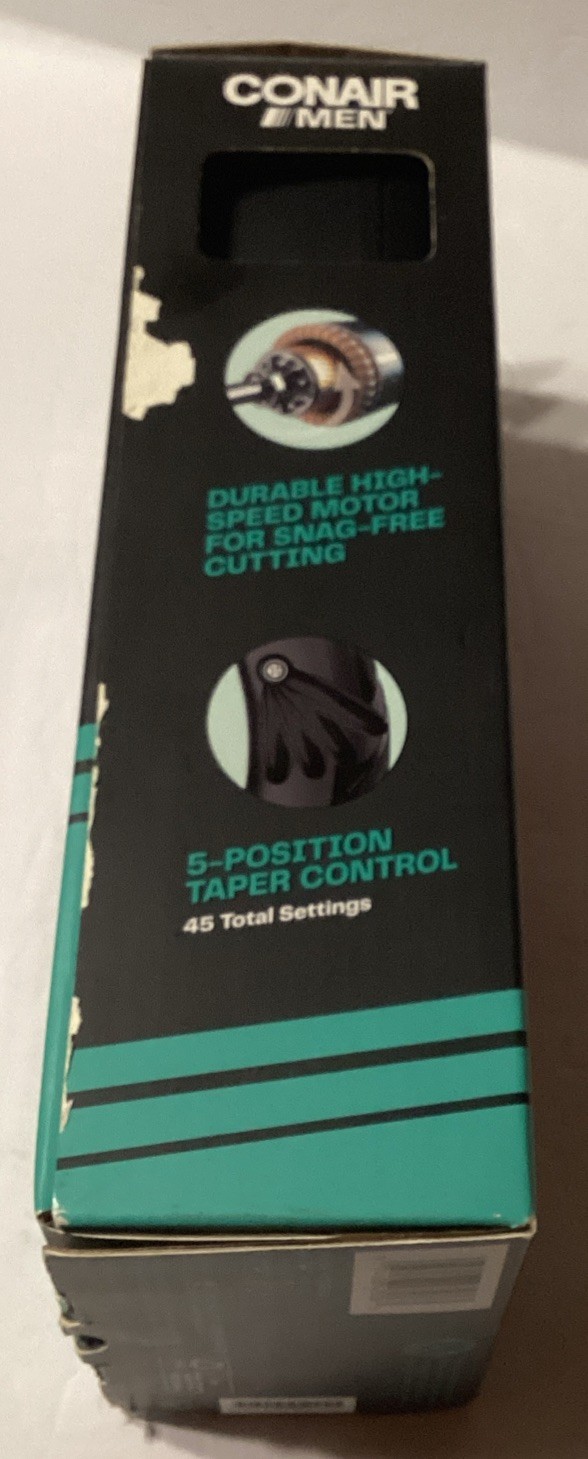 CONAIR
MEN
DURABLE HIGH-
SPEED MOTOR
FOR SNAG-FREE
CUTTING
5-POSITION
TAPER CONTROL
45 Total Settings